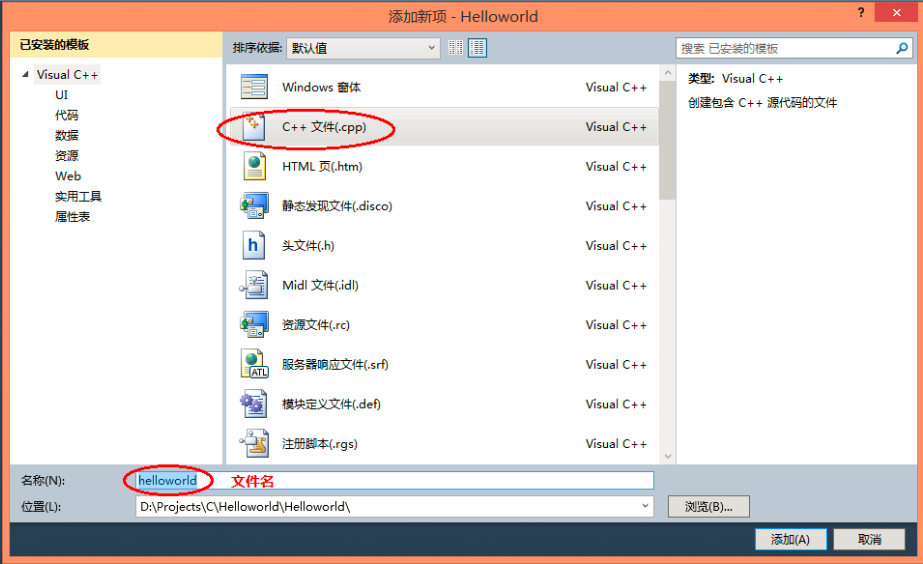 添加新项 - Helloworld
? ×
已安装的模板
Visual C++
UI
代码
数据
资源
Web
实用工具
属性表
排序依据: 默认值
搜索 已安装的模板
Windows 窗体 Visual C++
C++ 文件(.cpp) Visual C++
HTML 页(.htm) Visual C++
静态发现文件(.disco) Visual C++
h 头文件(.h) Visual C++
Midl 文件(.idl) Visual C++
资源文件(.rc) Visual C++
ATL 服务器响应文件(.srf) Visual C++
模块定义文件(.def) Visual C++
注册脚本(.rgs) Visual C++
类型: Visual C++
创建包含 C++ 源代码的文件
名称(N): helloworld 文件名
位置(L): D:\Projects\C\Helloworld\Helloworld\ 浏览(B)...
添加(A) 取消